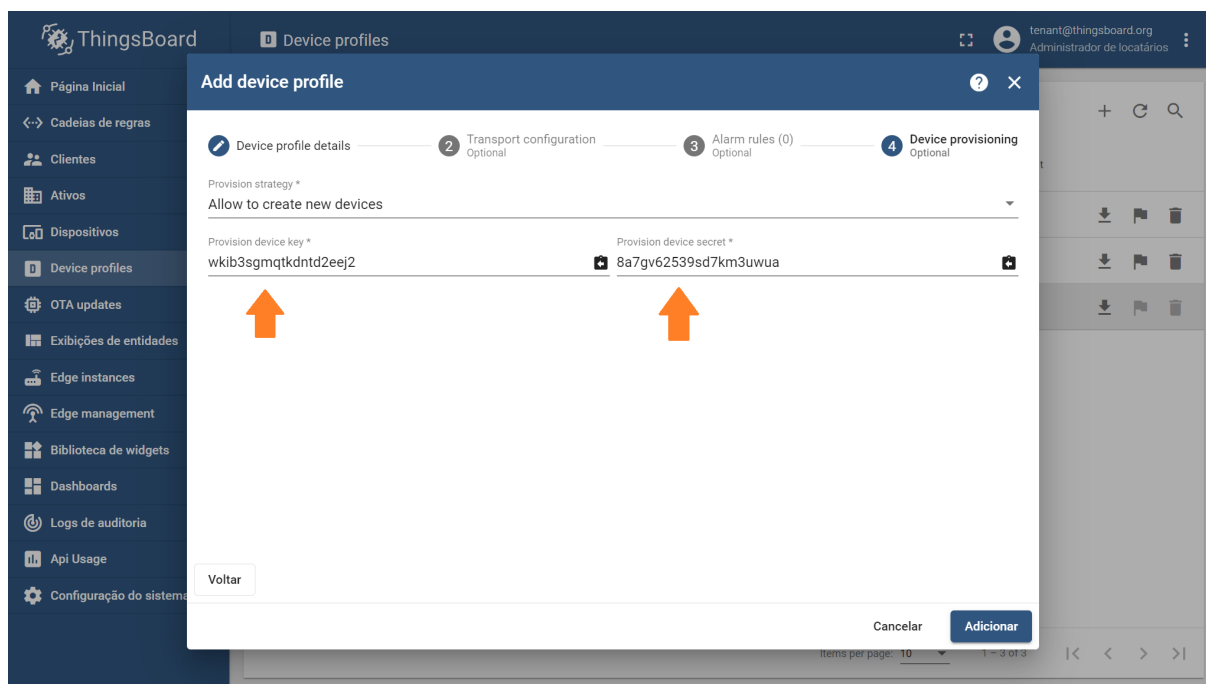 ThingsBoard
Device profiles
tenant@thingsboard.org
Administrador de locatários
Página Inicial
Cadeias de regras
Clientes
Ativos
Dispositivos
Device profiles
OTA updates
Exibições de entidades
Edge instances
Edge management
Biblioteca de widgets
Dashboards
Logs de auditoria
Api Usage
Configuração do sistema
Add device profile
?
Device profile details
2 Transport configuration
Optional
3 Alarm rules (0)
Optional
4 Device provisioning
Optional
Provision strategy *
Allow to create new devices
Provision device key *
wkib3sgmqtkdntd2eej2
Provision device secret *
8a7gv62539sd7km3uwua
Voltar
Cancelar
Adicionar
Items per page: 10
1 – 3 of 3